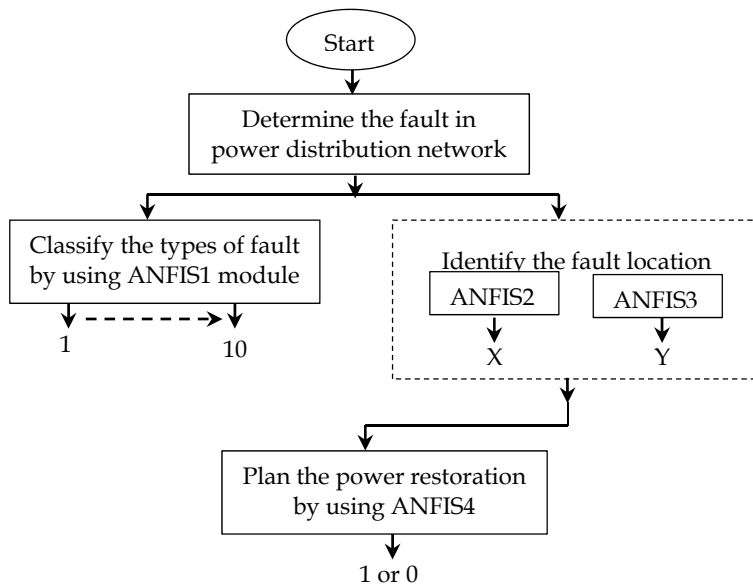 Start
Determine the fault in
power distribution network
Classify the types of fault
by using ANFIS1 module
1
10
Identify the fault location
ANFIS2
ANFIS3
X
Y
Plan the power restoration
by using ANFIS4
1 or 0